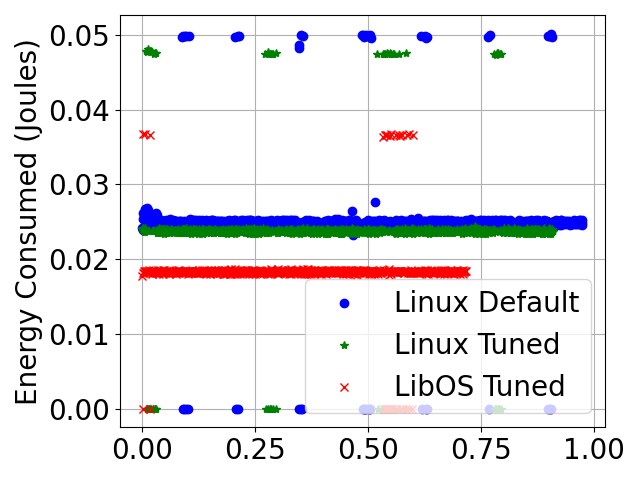 Energy Consumed (Joules)
0.05
0.04
0.03
0.02
0.01
0.00
Linux Default
Linux Tuned
LibOS Tuned
0.00 0.25 0.50 0.75 1.00